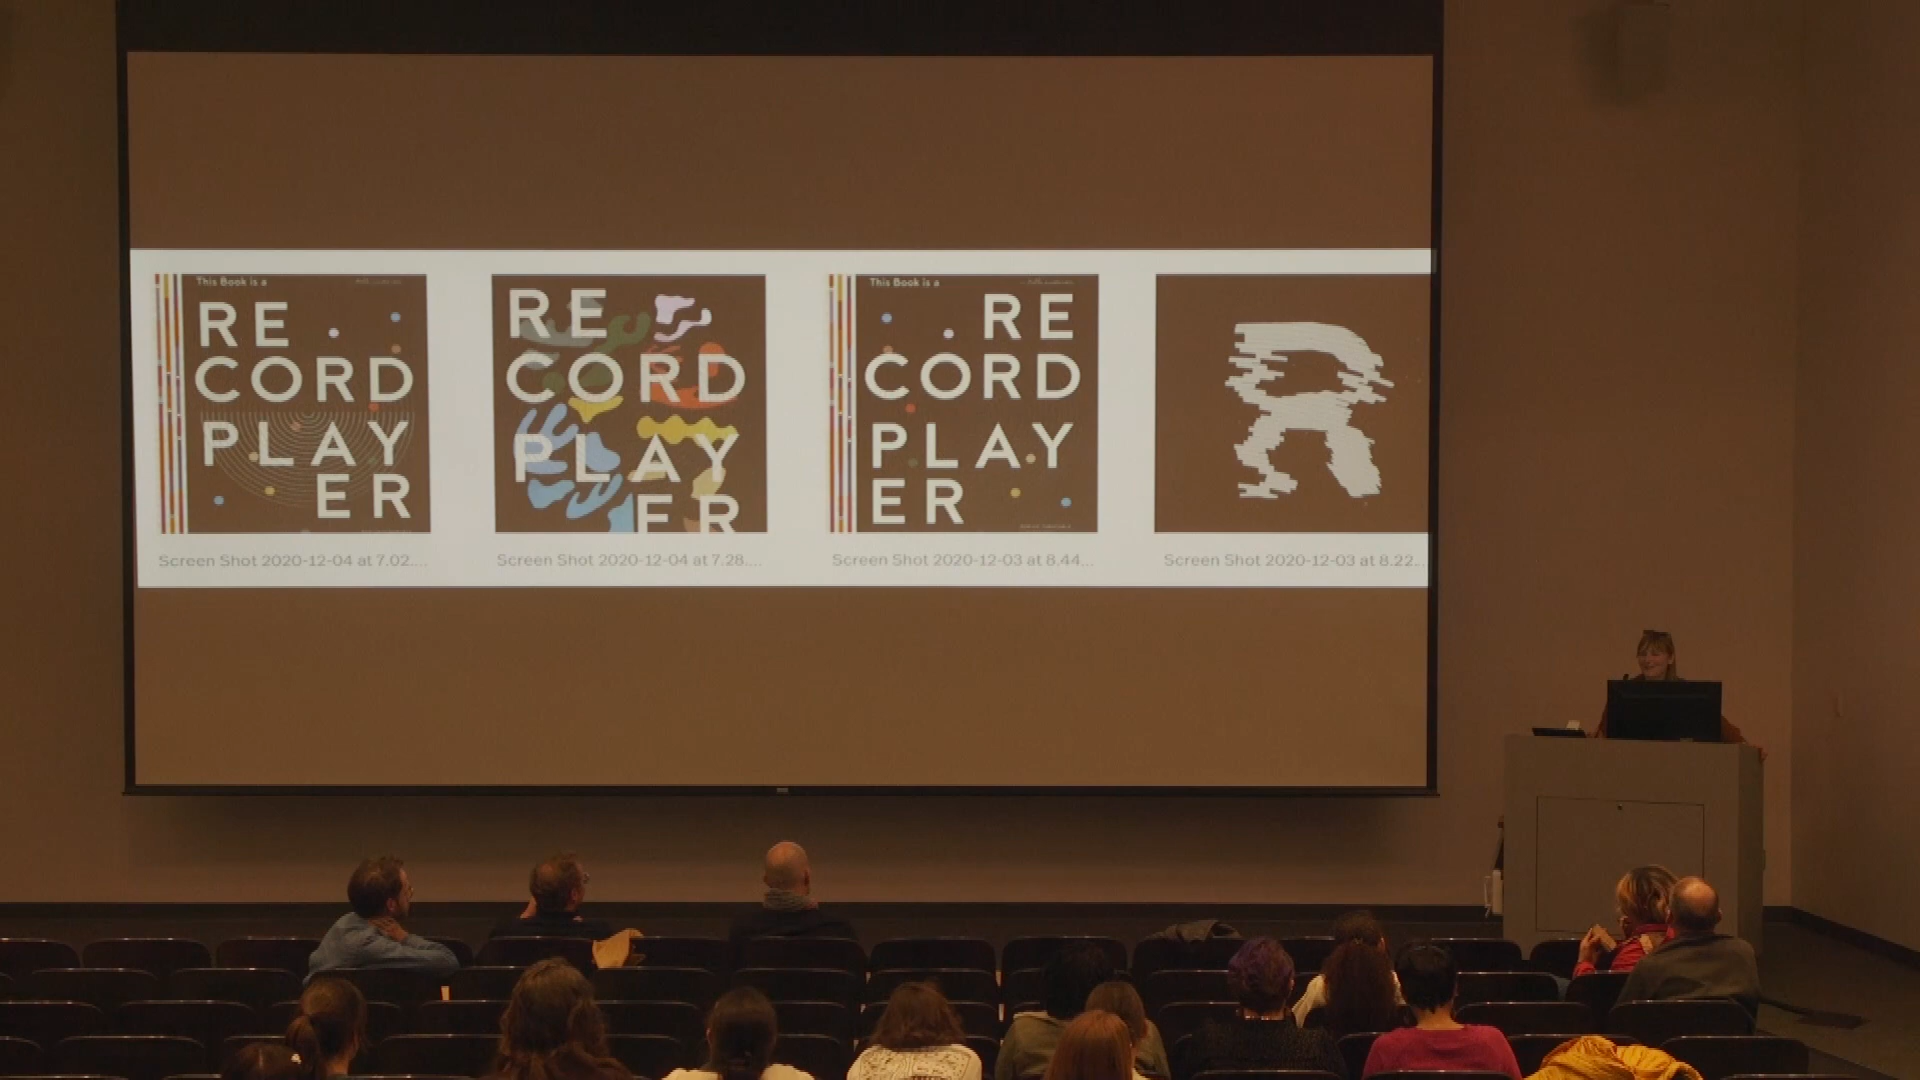 This Book is a
RE
CORD
PLAY
ER
Screen Shot 2020-12-04 at 7.02....
RE
CORD
PLAY
ER
Screen Shot 2020-12-04 at 7.28....
This Book is a
RE
CORD
PLAY
ER
Screen Shot 2020-12-03 at 8.44...
R
Screen Shot 2020-12-03 at 8.22..